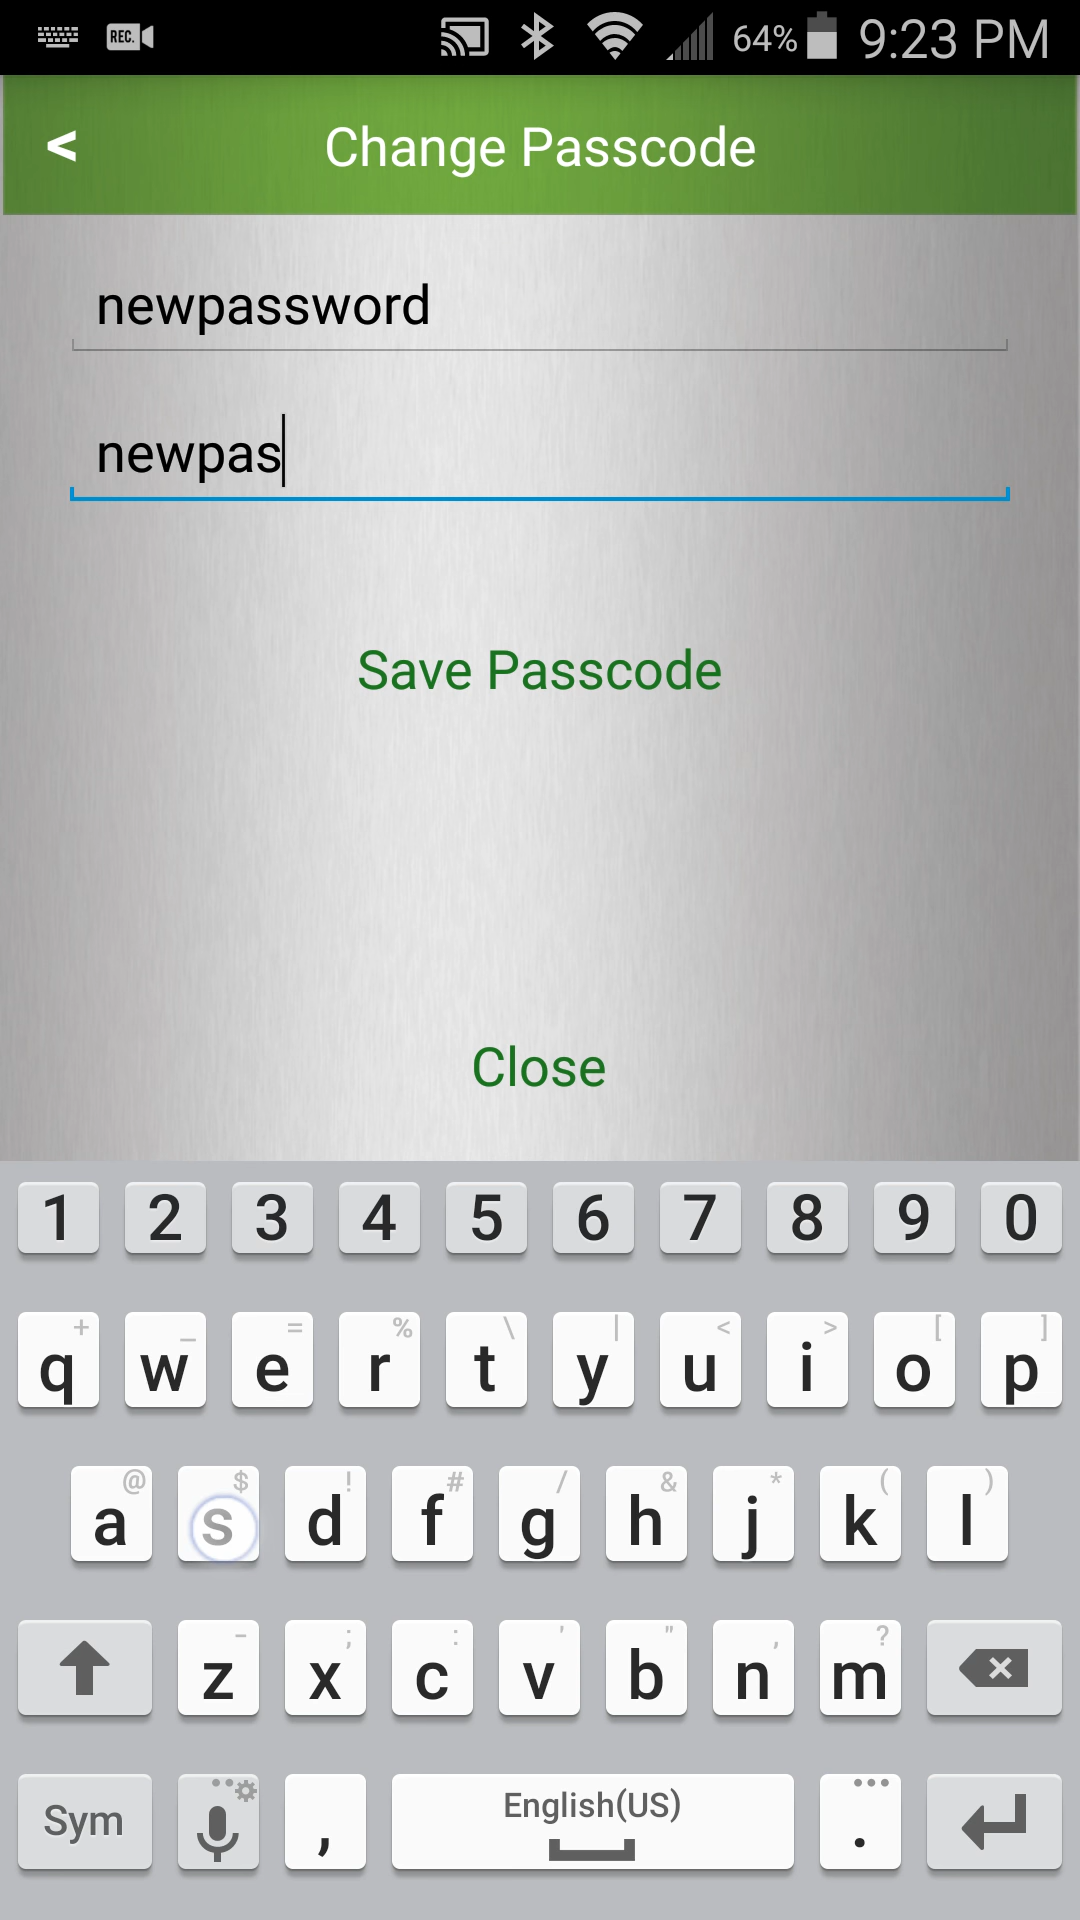 REC. 64% 9:23 PM
< Change Passcode
newpassword
newpas
Save Passcode
Close
1 2 3 4 5 6 7 8 9 0
+ _ = % \ | < > [ ]
q w e r t y u i o p
@ $ ! # / & * ( )
a s d f g h j k l
- ; : ' " , ?
z x c v b n m
Sym , English(US) .